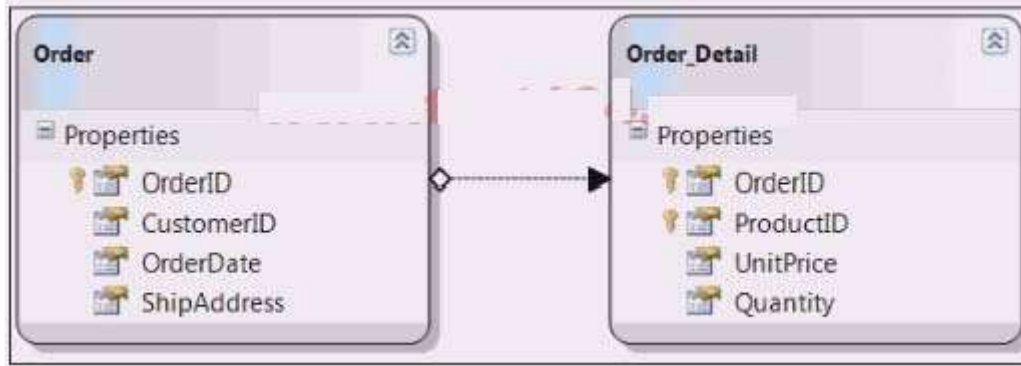 Order
Properties
OrderID
CustomerID
OrderDate
ShipAddress
Order_Detail
Properties
OrderID
ProductID
UnitPrice
Quantity